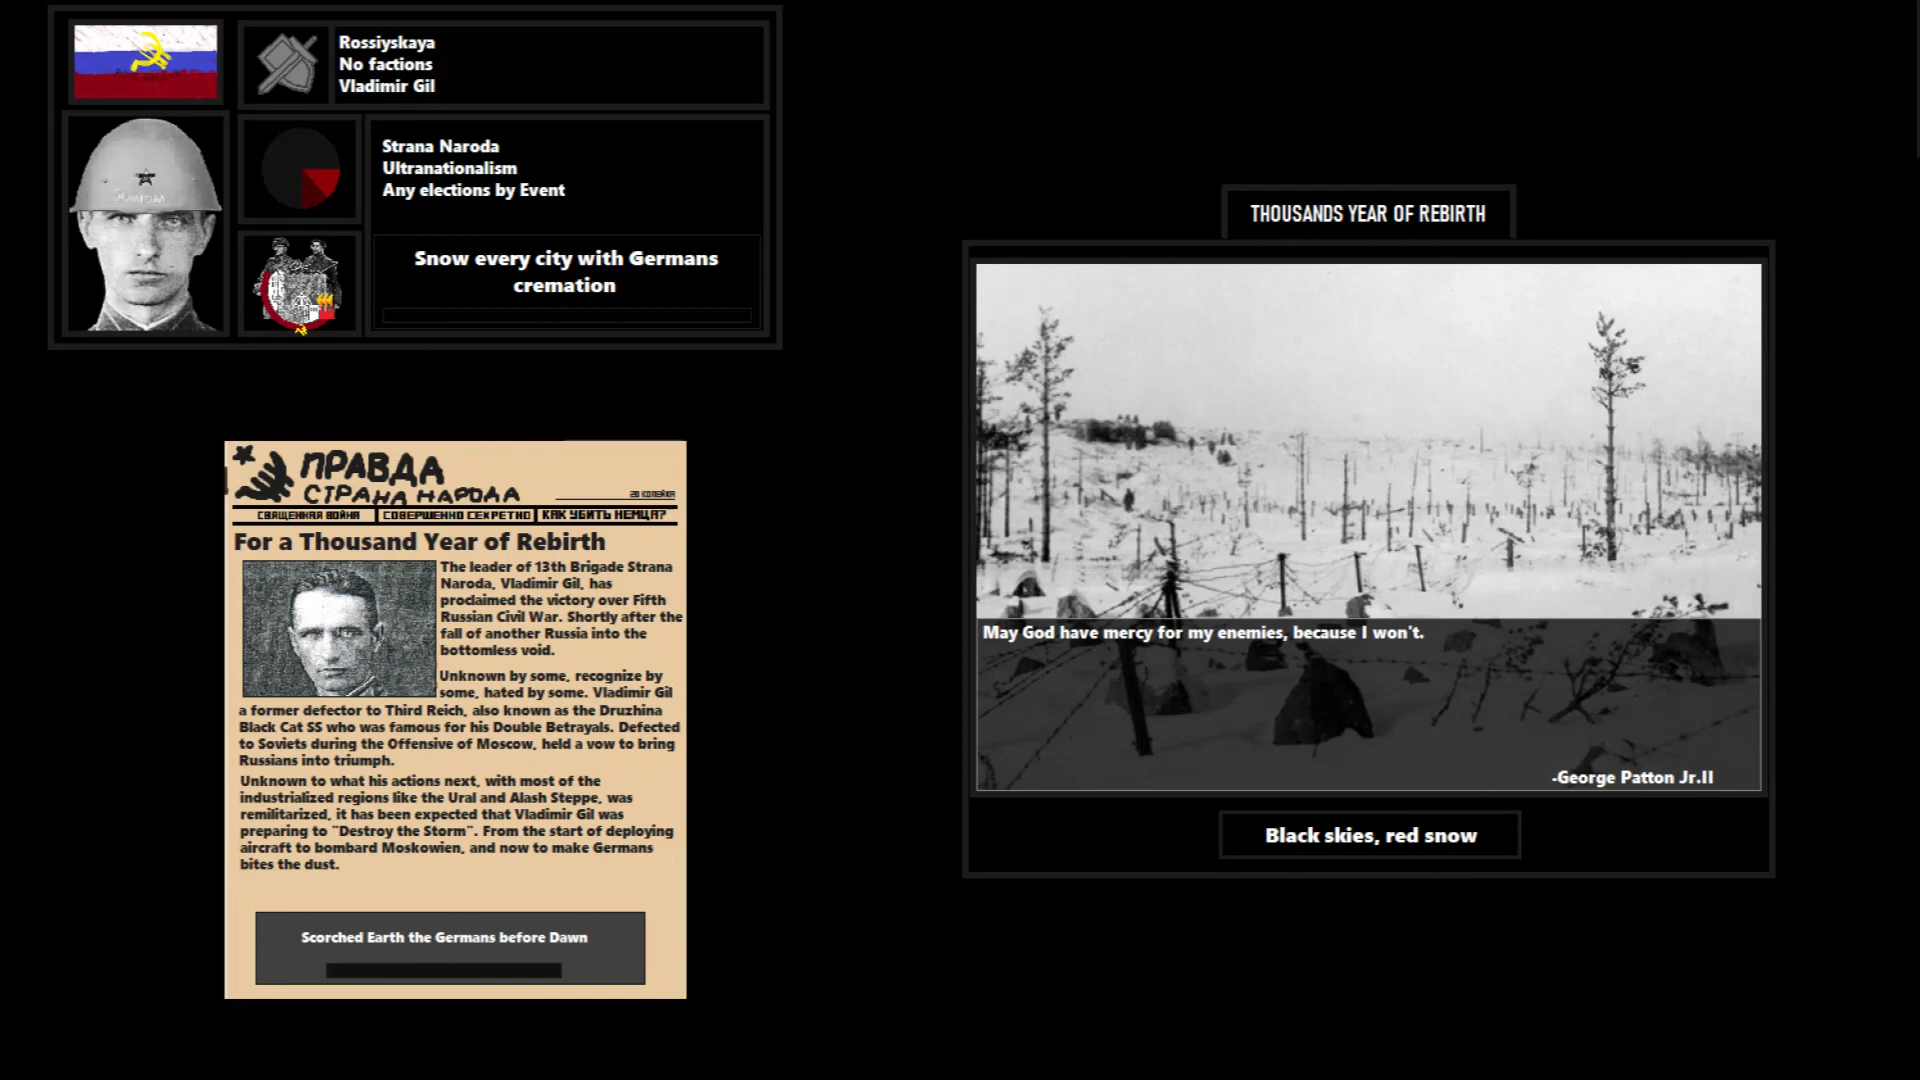 Rossiyskaya
No factions
Vladimir Gil
Strana Naroda
Ultranationalism
Any elections by Event
Snow every city with Germans
cremation
ПРАВДА
СТРАНА НАРОДА
20 КОПЕЙКА
СВЯЩЕННАЯ ВОЙНА
СОВЕРШЕННО СЕКРЕТНО
КАК УБИТЬ НЕМЦА?
For a Thousand Year of Rebirth
The leader of 13th Brigade Strana
Naroda, Vladimir Gil, has
proclaimed the victory over Fifth
Russian Civil War. Shortly after the
fall of another Russia into the
bottomless void.
Unknown by some, recognize by
some, hated by some. Vladimir Gil
a former defector to Third Reich, also known as the Druzhina
Black Cat SS who was famous for his Double Betrayals. Defected
to Soviets during the Offensive of Moscow, held a vow to bring
Russians into triumph.
Unknown to what his actions next, with most of the
industrialized regions like the Ural and Alash Steppe, was
remilitarized, it has been expected that Vladimir Gil was
preparing to "Destroy the Storm". From the start of deploying
aircraft to bombard Moskowien, and now to make Germans
bites the dust.
Scorched Earth the Germans before Dawn
THOUSANDS YEAR OF REBIRTH
May God have mercy for my enemies, because I won't.
-George Patton Jr.II
Black skies, red snow